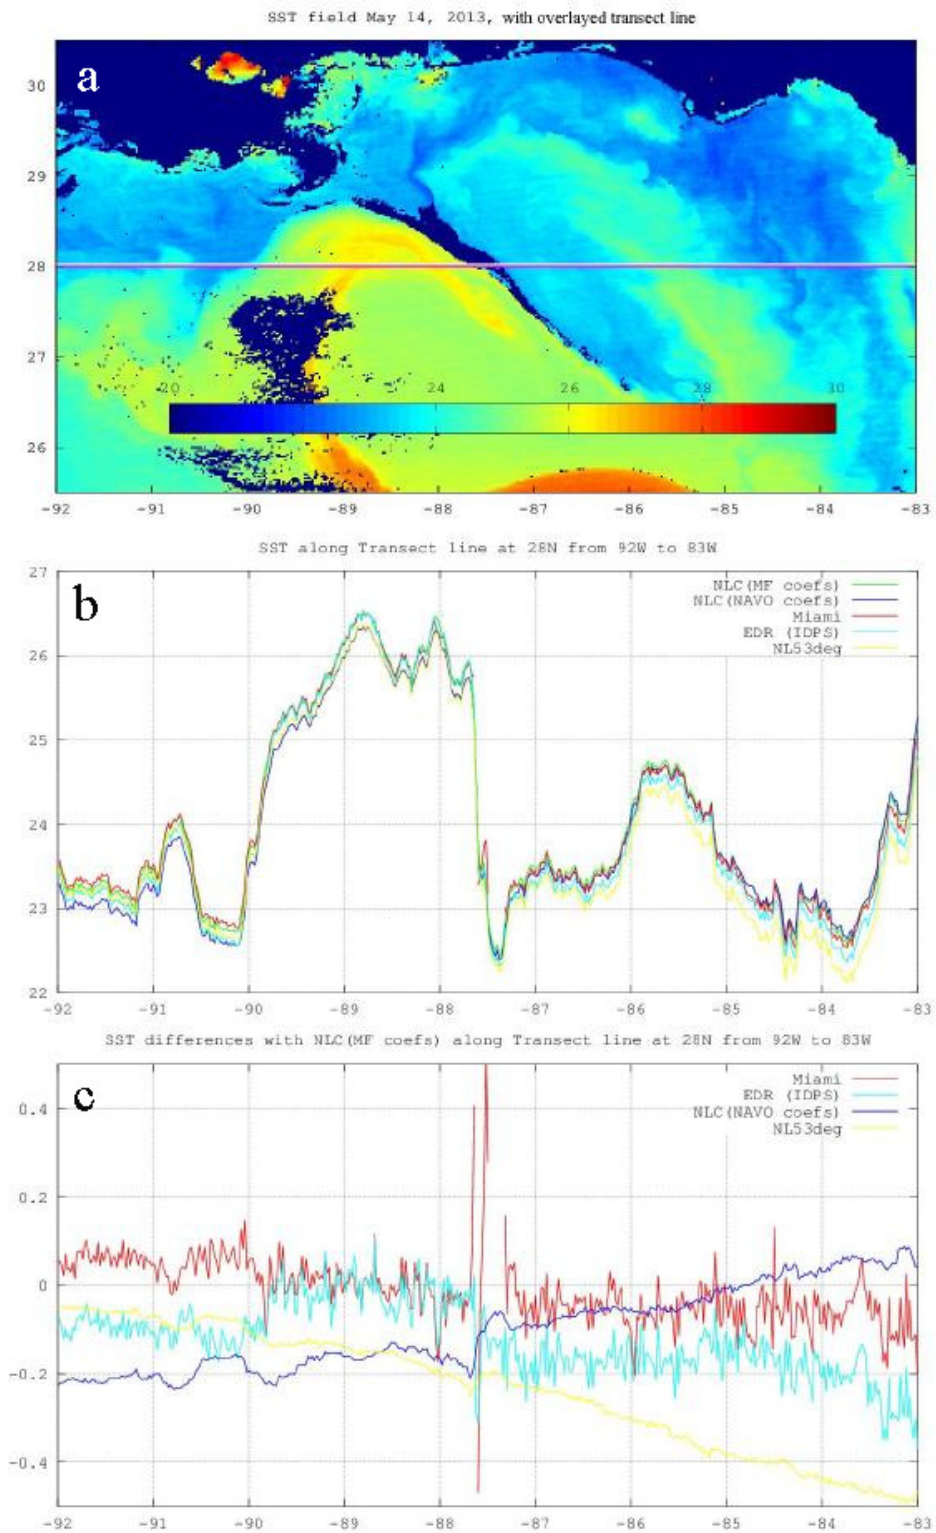 SST field May 14, 2013, with overlayed transect line
a
30
29
28
27
26
20 24 26 28 30
-92 -91 -90 -89 -88 -87 -86 -85 -84 -83
SST along Transect line at 28N from 92W to 83W
b
27
26
25
24
23
22
NLC(MF coefs)
NLC(NAVO coefs)
Miami
EDR (IDPS)
NL53deg
-92 -91 -90 -89 -88 -87 -86 -85 -84 -83
SST differences with NLC(MF coefs) along Transect line at 28N from 92W to 83W
c
0.4
0.2
0
-0.2
-0.4
Miami
EDR (IDPS)
NLC(NAVO coefs)
NL53deg
-92 -91 -90 -89 -88 -87 -86 -85 -84 -83